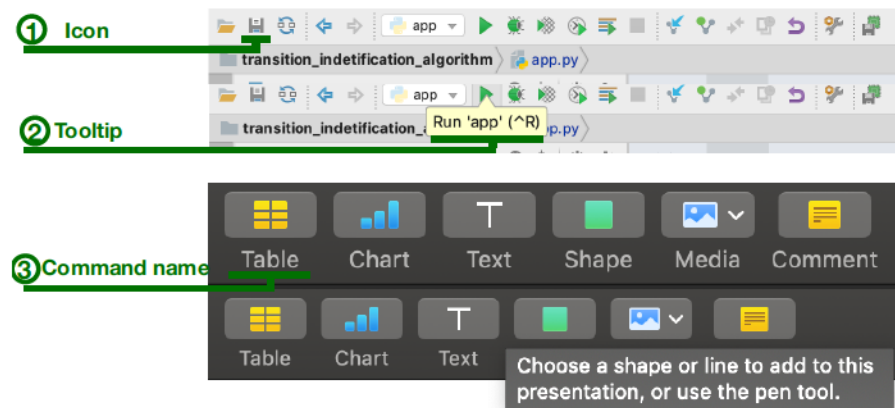 1 Icon
app
transition_indetification_algorithm app.py
app
2 Tooltip
transition_indetification_a
Run 'app' (^R)
pp.py
3 Command name
Table Chart Text Shape Media Comment
Table Chart Text
Choose a shape or line to add to this
presentation, or use the pen tool.